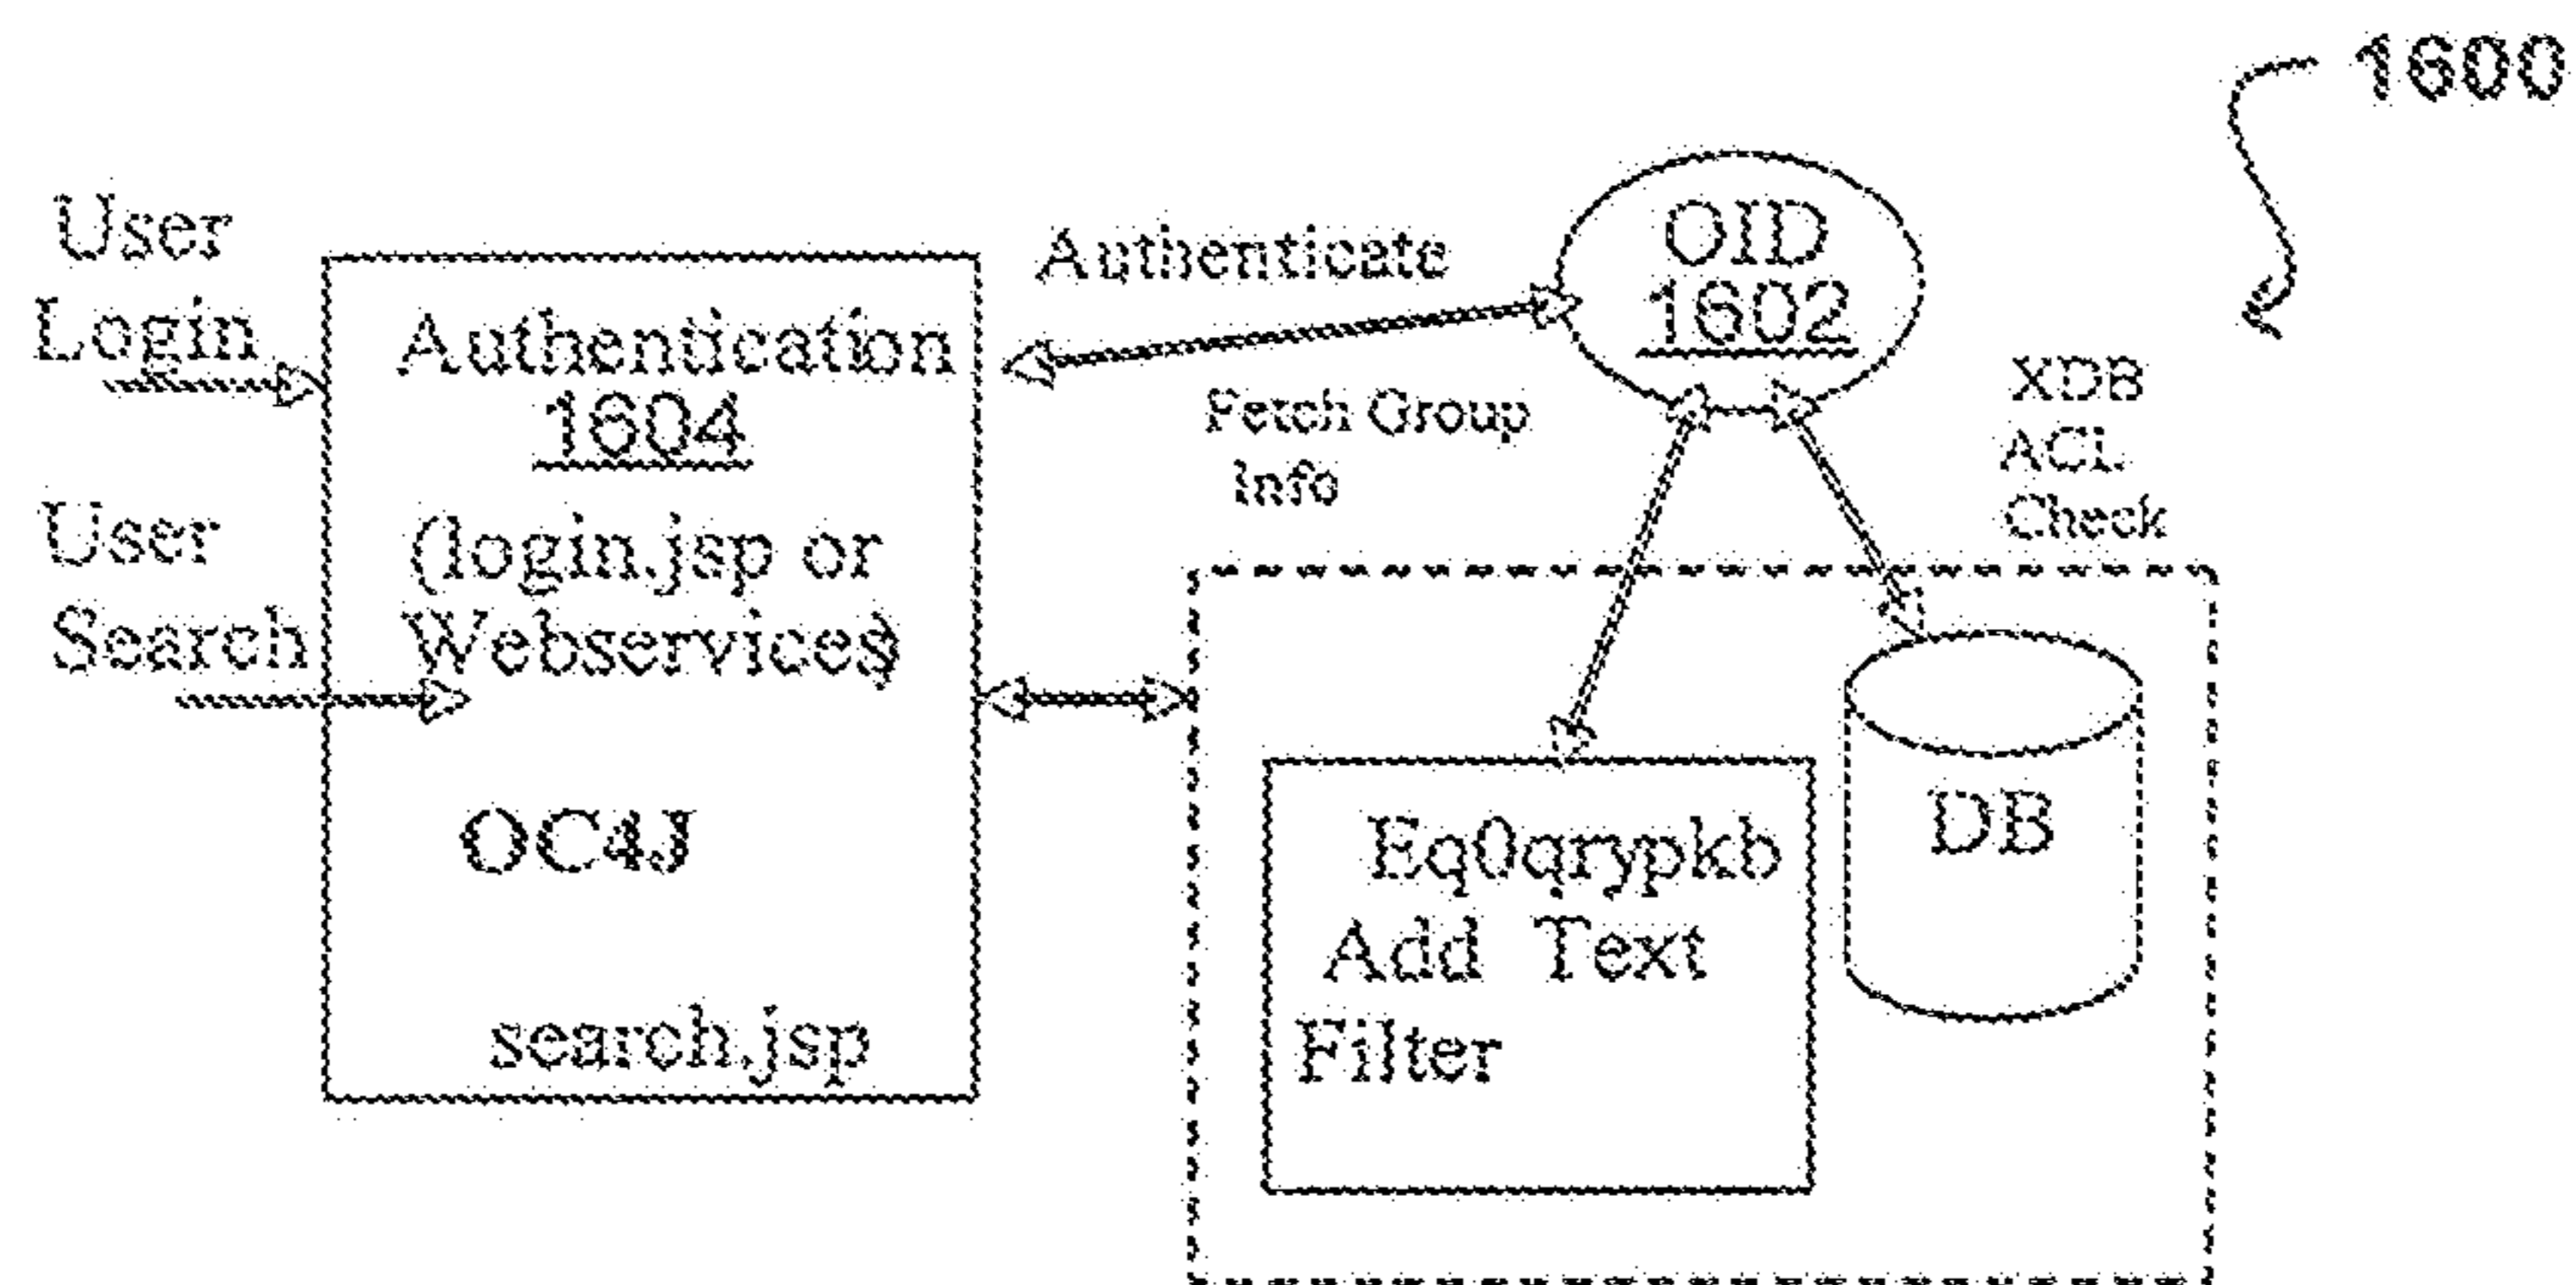 1600
User
Login
User
Search
Authentication
1604
(login.jsp or
Webservices)
OC4J
search.jsp
Authenticate
Fetch Group
Info
OID
1602
XDB
ACL
Check
Eq0qrypkb
Add Text
Filter
DB